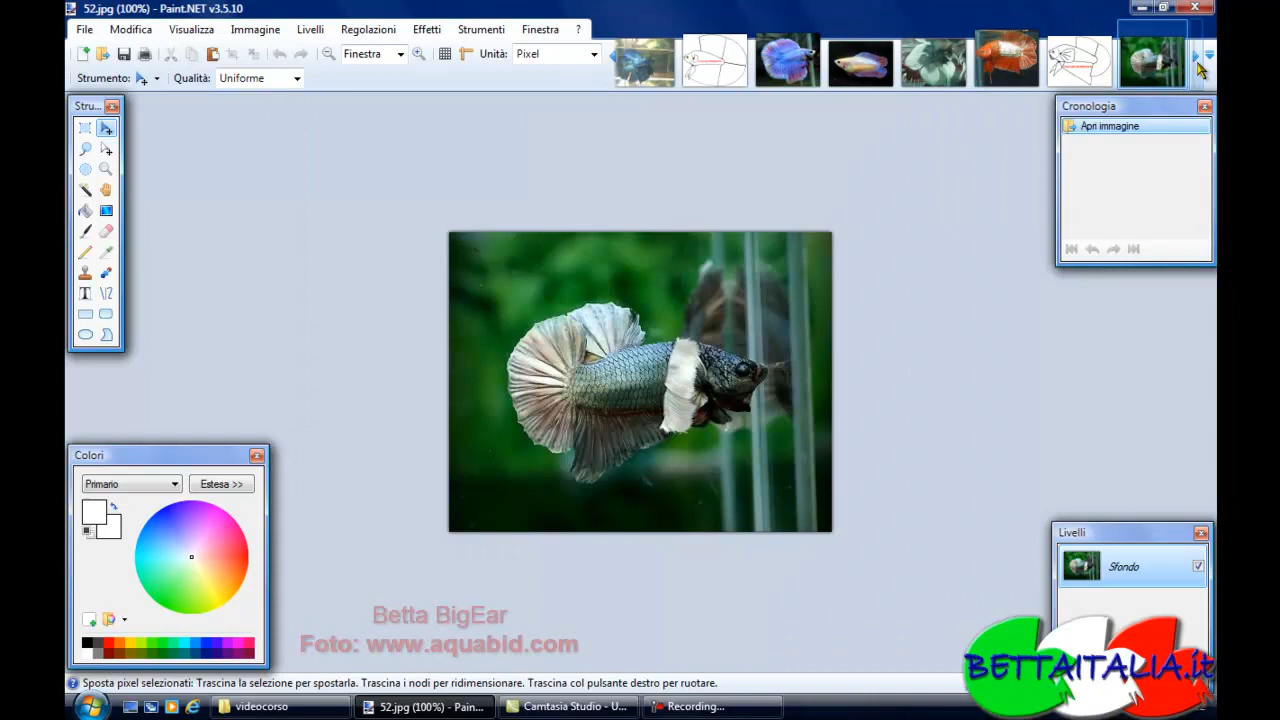 52.jpg (100%) - Paint.NET v3.5.10
File Modifica Visualizza Immagine Livelli Regolazioni Effetti Strumenti Finestra ?
Finestra Unità: Pixel
Strumento: Qualità: Uniforme
Stru...
Cronologia
Apri immagine
Colori
Primario Estesa >>
Livelli
Sfondo
Betta BigEar
Foto: www.aquabid.com
BETTAITALIA.it
Sposta pixel selezionati: Trascina la selezione per spostarla. Trascina i nodi per ridimensionare. Trascina col pulsante destro per ruotare.
videocorso 52.jpg (100%) - Pain... Camtasia Studio - U... Recording...